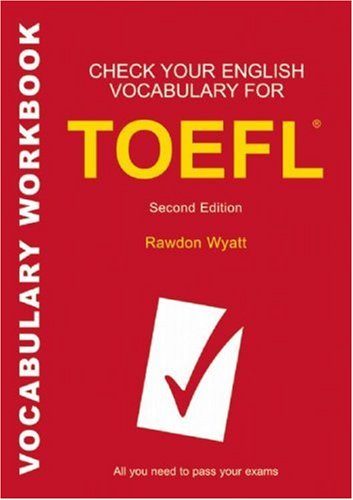 VOCABULARY WORKBOOK
CHECK YOUR ENGLISH
VOCABULARY FOR
TOEFL®
Second Edition
Rawdon Wyatt
All you need to pass your exams